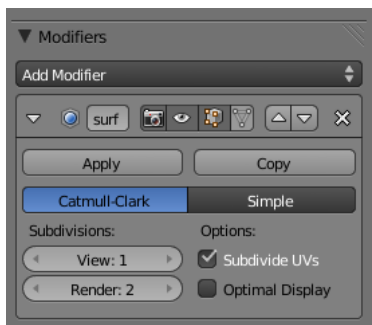 Modifiers
Add Modifier
surf
Apply Copy
Catmull-Clark Simple
Subdivisions: Options:
View: 1 Subdivide UVs
Render: 2 Optimal Display